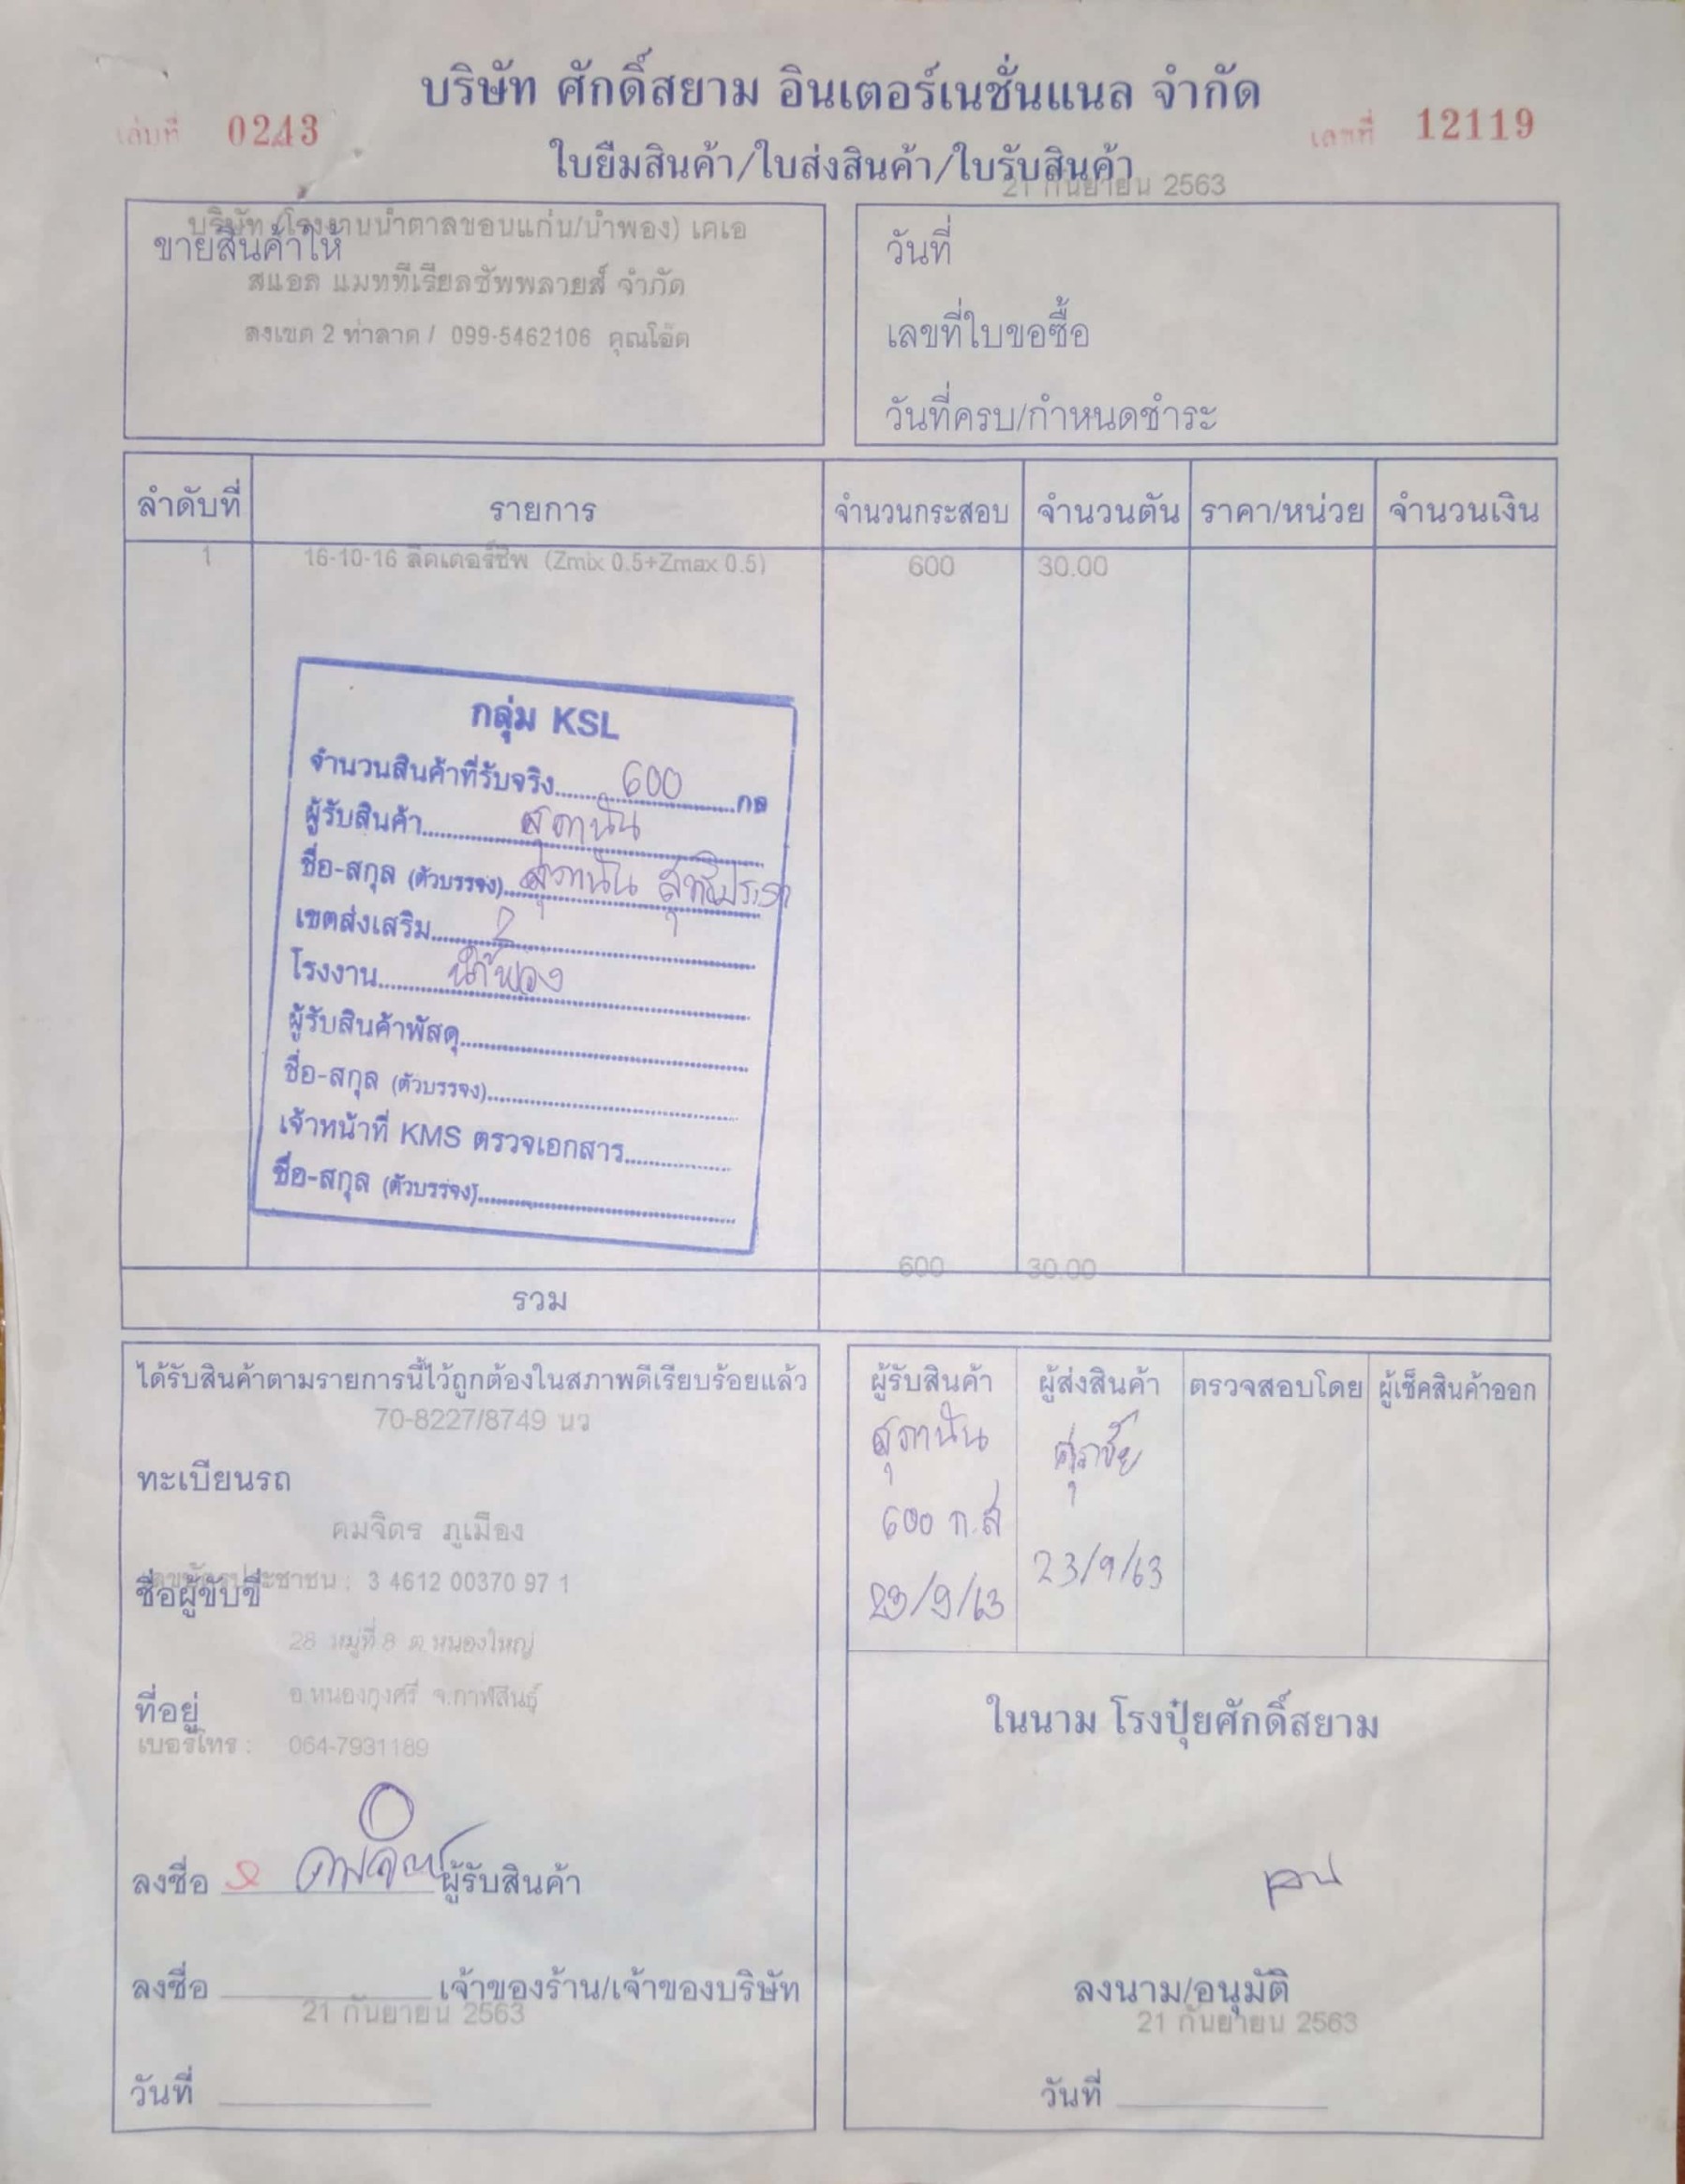 บริษัท ศักดิ์สยาม อินเตอร์เนชั่นแนล จำกัด
เล่มที่ 0243
เลขที่ 12119
ใบยืมสินค้า/ใบส่งสินค้า/ใบรับสินค้า
21 กันยายน 2563
บริษัท (โรงงานน้ำตาลขอนแก่น/น้ำพอง) เคเอ
ขายสินค้าให้
สแอล แมททีเรียลซัพพลายส์ จำกัด
ลงเขต 2 ท่าลาด / 099-5462106 คุณโอ๊ต
วันที่
เลขที่ใบขอซื้อ
วันที่ครบ/กำหนดชำระ
ลำดับที่ รายการ จำนวนกระสอบ จำนวนตัน ราคา/หน่วย จำนวนเงิน
1 16-10-16 ลีดเดอร์ชีพ (Zmix 0.5+Zmax 0.5) 600 30.00
กลุ่ม KSL
จำนวนสินค้าที่รับจริง 600 กส
ผู้รับสินค้า สุภานัน
ชื่อ-สกุล (ตัวบรรจง) สุภานัน
เขตส่งเสริม 2
โรงงาน น้ำพอง
ผู้รับสินค้าพัสดุ
ชื่อ-สกุล (ตัวบรรจง)
เจ้าหน้าที่ KMS ตรวจเอกสาร
ชื่อ-สกุล (ตัวบรรจง)
600 30.00
รวม
ได้รับสินค้าตามรายการนี้ไว้ถูกต้องในสภาพดีเรียบร้อยแล้ว
70-8227/8749 นว
ทะเบียนรถ
คมจิตร ภูเมือง
เลขบัตรประชาชน : 3 4612 00370 97 1
ชื่อผู้ขับขี่
28 หมู่ที่ 8 ต.หนองใหญ่
อ.หนองกุงศรี จ.กาฬสินธุ์
ที่อยู่
เบอร์โทร : 064-7931189
ลงชื่อ คมจิตร ผู้รับสินค้า
ลงชื่อ เจ้าของร้าน/เจ้าของบริษัท
21 กันยายน 2563
วันที่
ผู้รับสินค้า ผู้ส่งสินค้า ตรวจสอบโดย ผู้เช็คสินค้าออก
สุภานัน สุรชัย
600 ก.ส
23/9/63 23/9/63
ในนาม โรงปุ๋ยศักดิ์สยาม
ลงนาม/อนุมัติ
21 กันยายน 2563
วันที่